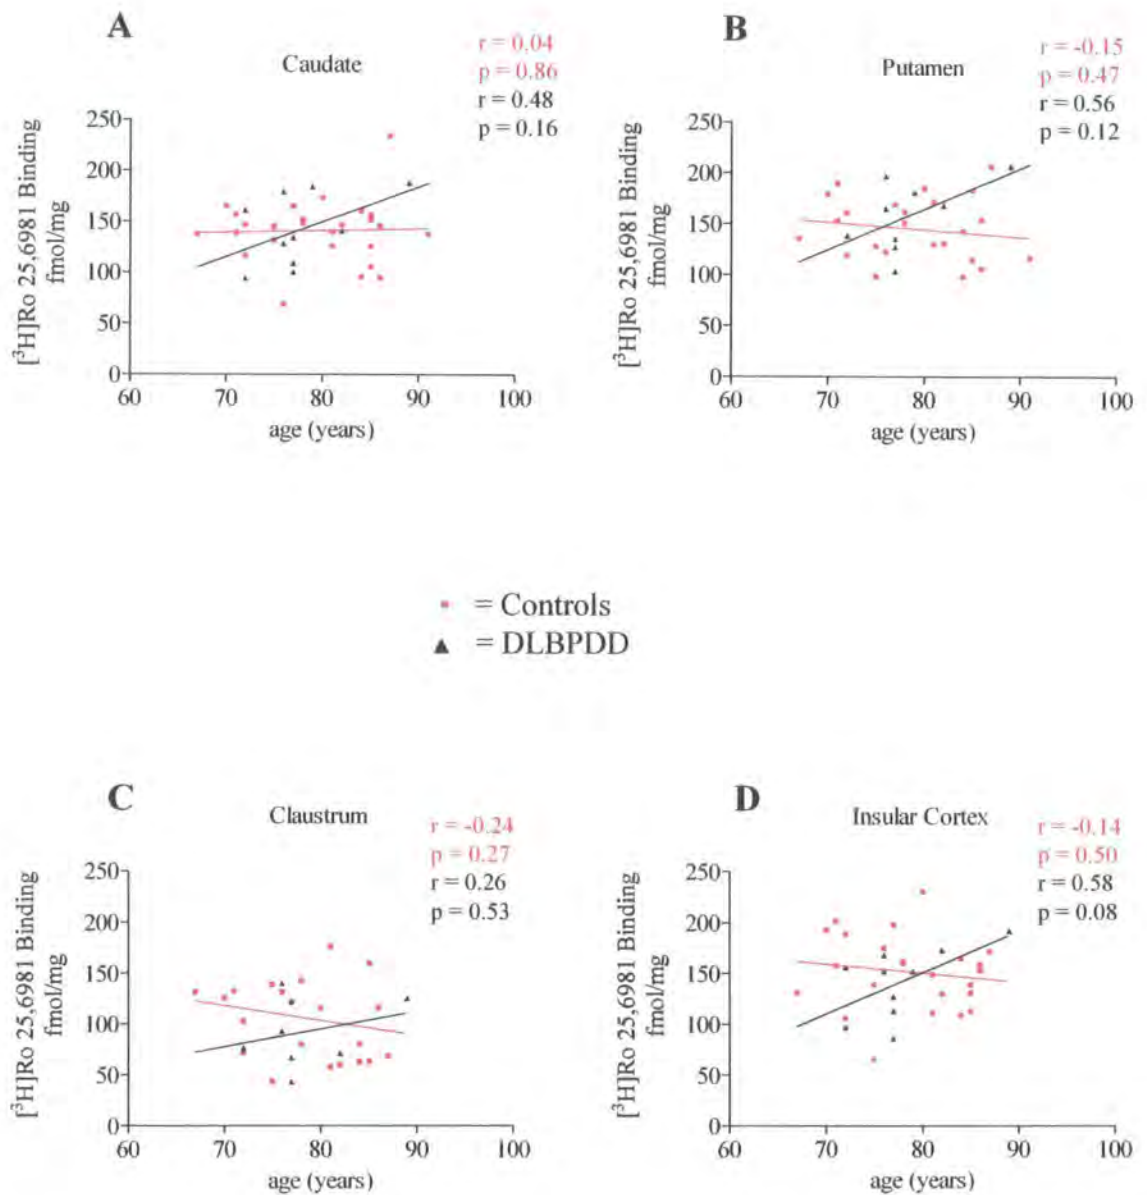 A
Caudate
r = 0.04
p = 0.86
r = 0.48
p = 0.16
[³H]Ro 25,6981 Binding
fmol/mg
250
200
150
100
50
0
60
70
80
90
100
age (years)
B
Putamen
r = -0.15
p = 0.47
r = 0.56
p = 0.12
[³H]Ro 25,6981 Binding
fmol/mg
250
200
150
100
50
0
60
70
80
90
100
age (years)
= Controls
= DLBPDD
C
Claustrum
r = -0.24
p = 0.27
r = 0.26
p = 0.53
[³H]Ro 25,6981 Binding
fmol/mg
250
200
150
100
50
0
60
70
80
90
100
age (years)
D
Insular Cortex
r = -0.14
p = 0.50
r = 0.58
p = 0.08
[³H]Ro 25,6981 Binding
fmol/mg
250
200
150
100
50
0
60
70
80
90
100
age (years)